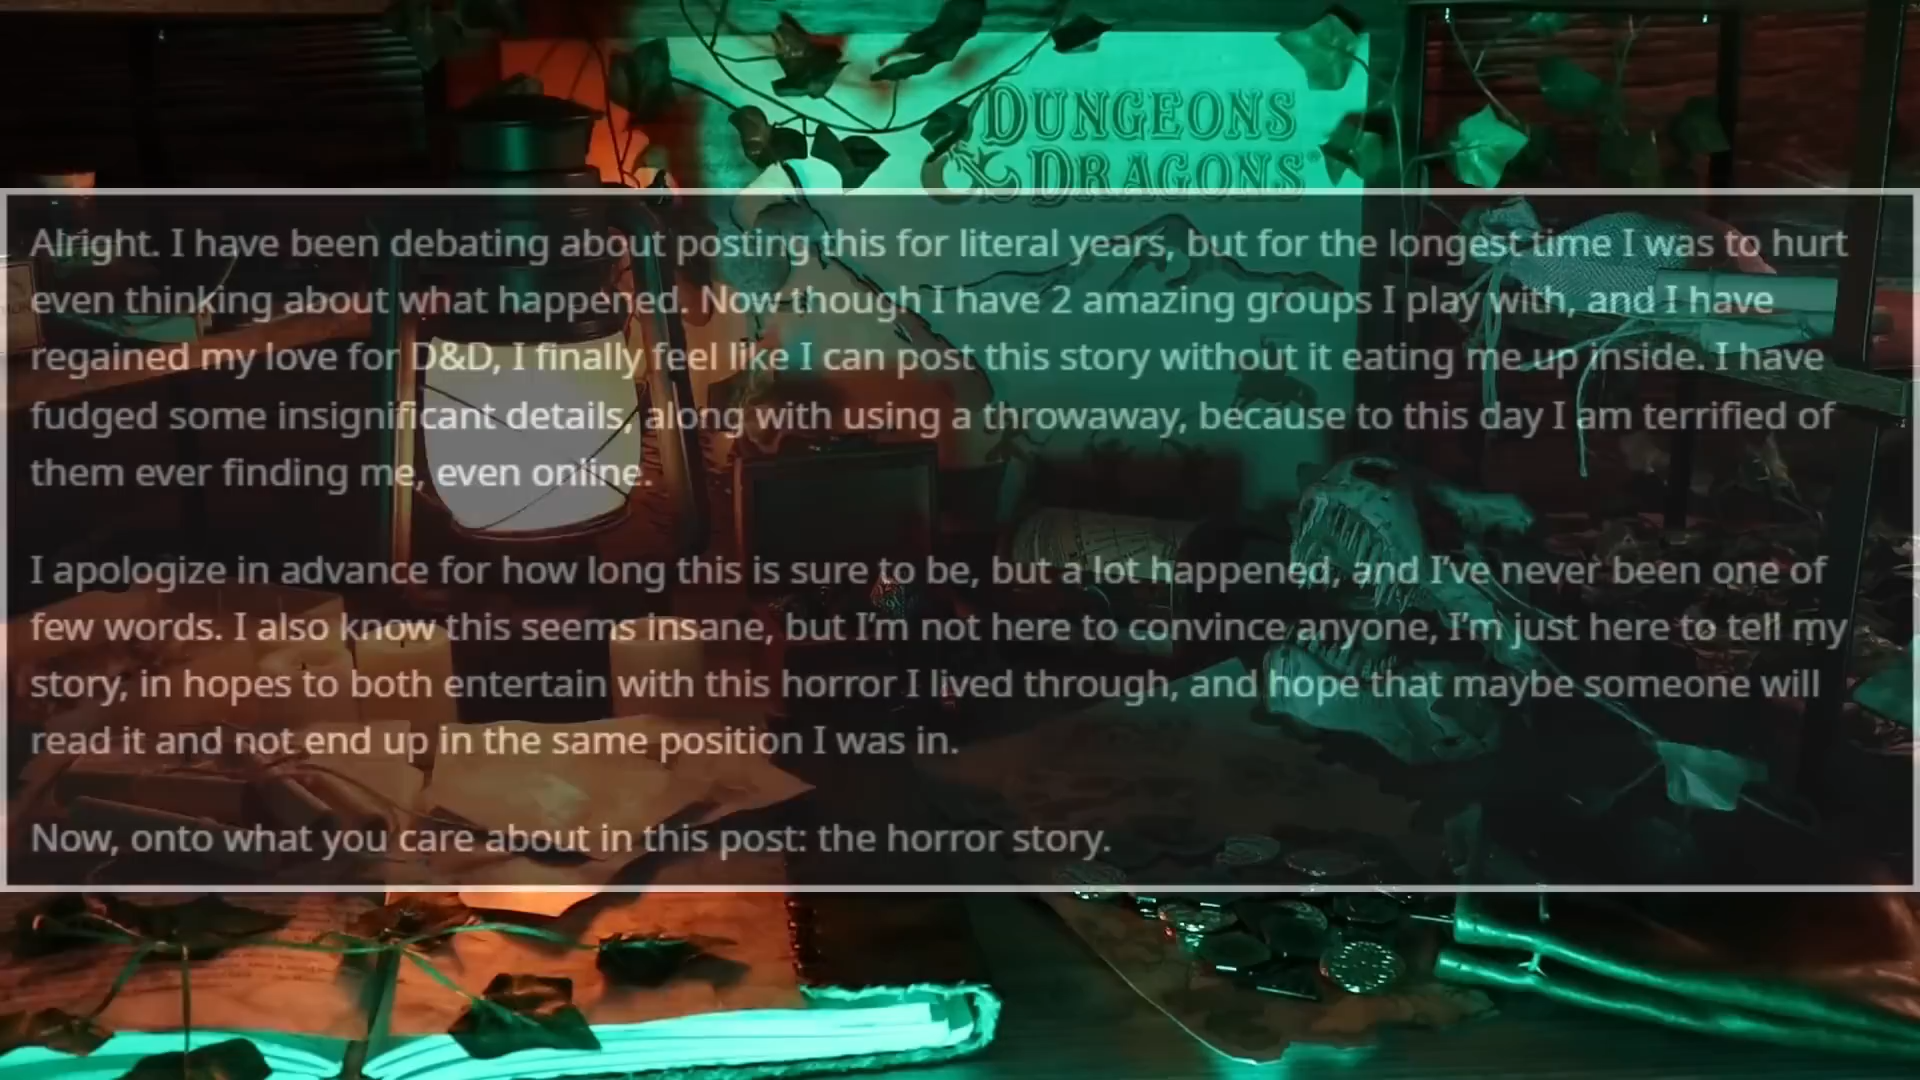 DUNGEONS
& DRAGONS
Alright. I have been debating about posting this for literal years, but for the longest time I was to hurt
even thinking about what happened. Now though I have 2 amazing groups I play with, and I have
regained my love for D&D, I finally feel like I can post this story without it eating me up inside. I have
fudged some insignificant details, along with using a throwaway, because to this day I am terrified of
them ever finding me, even online.
I apologize in advance for how long this is sure to be, but a lot happened, and I’ve never been one of
few words. I also know this seems insane, but I’m not here to convince anyone, I’m just here to tell my
story, in hopes to both entertain with this horror I lived through, and hope that maybe someone will
read it and not end up in the same position I was in.
Now, onto what you care about in this post: the horror story.